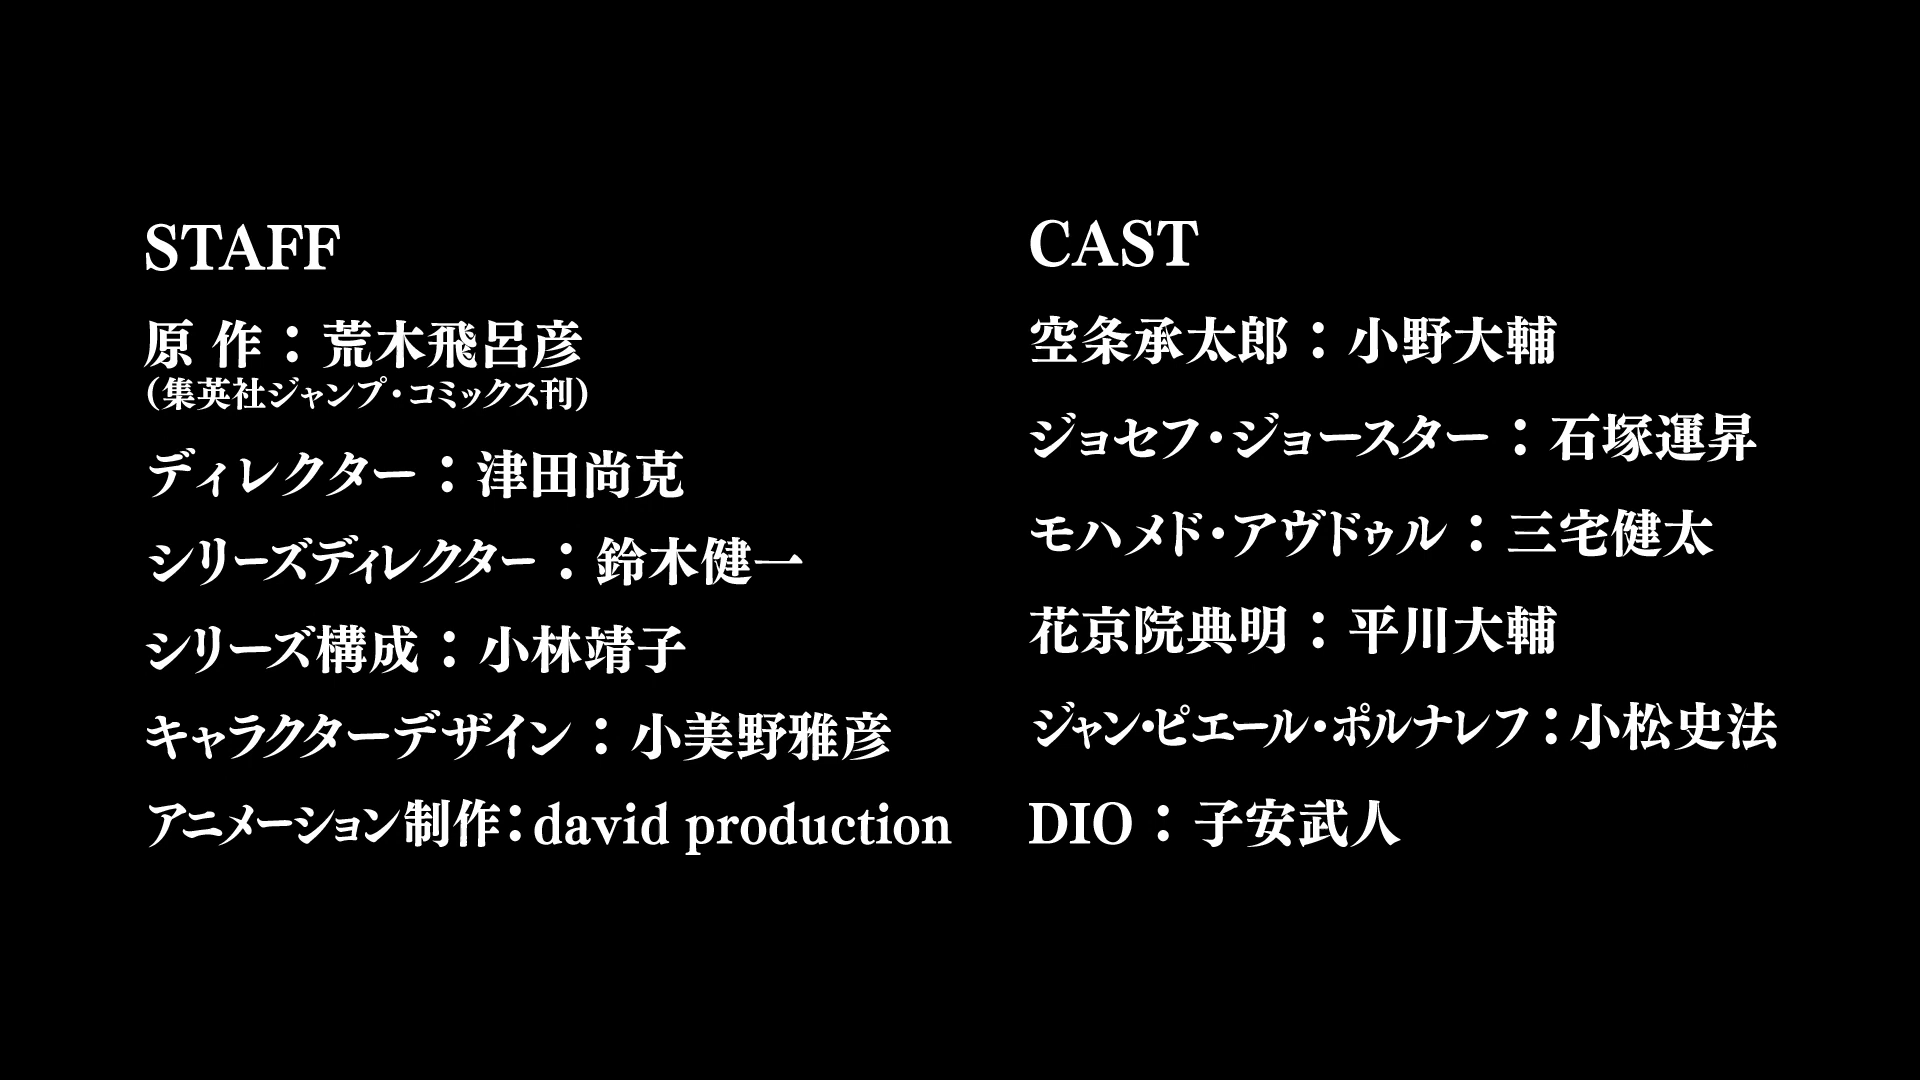 STAFF
原 作：荒木飛呂彦
（集英社ジャンプ・コミックス刊）
ディレクター：津田尚克
シリーズディレクター：鈴木健一
シリーズ構成：小林靖子
キャラクターデザイン：小美野雅彦
アニメーション制作：david production
CAST
空条承太郎：小野大輔
ジョセフ・ジョースター：石塚運昇
モハメド・アヴドゥル：三宅健太
花京院典明：平川大輔
ジャン・ピエール・ポルナレフ：小松史法
DIO：子安武人